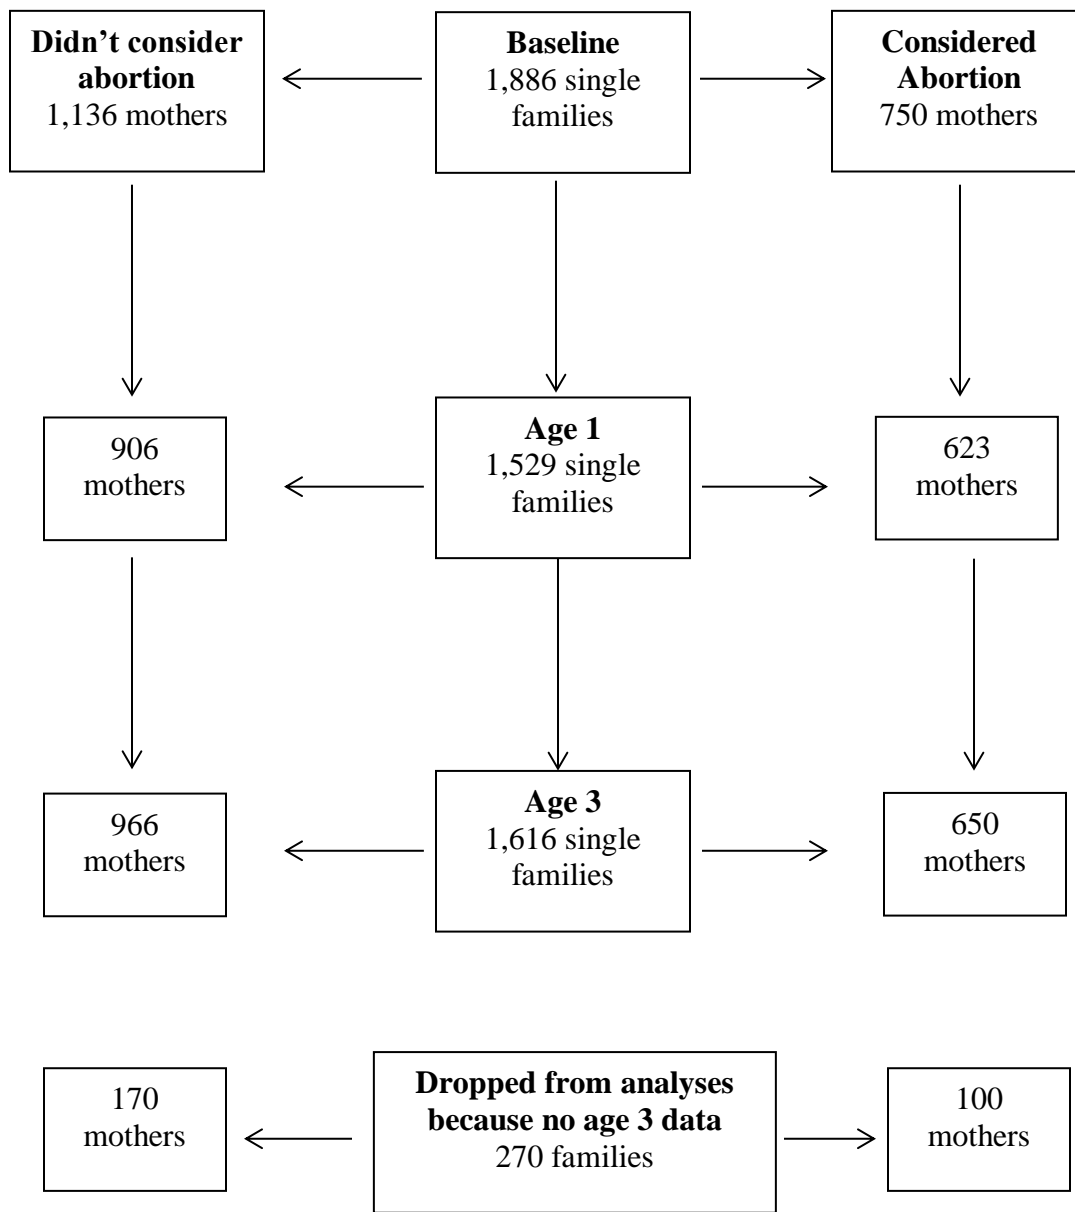 Didn’t consider
abortion
1,136 mothers
Baseline
1,886 single
families
Considered
Abortion
750 mothers
906
mothers
Age 1
1,529 single
families
623
mothers
966
mothers
Age 3
1,616 single
families
650
mothers
170
mothers
Dropped from analyses
because no age 3 data
270 families
100
mothers